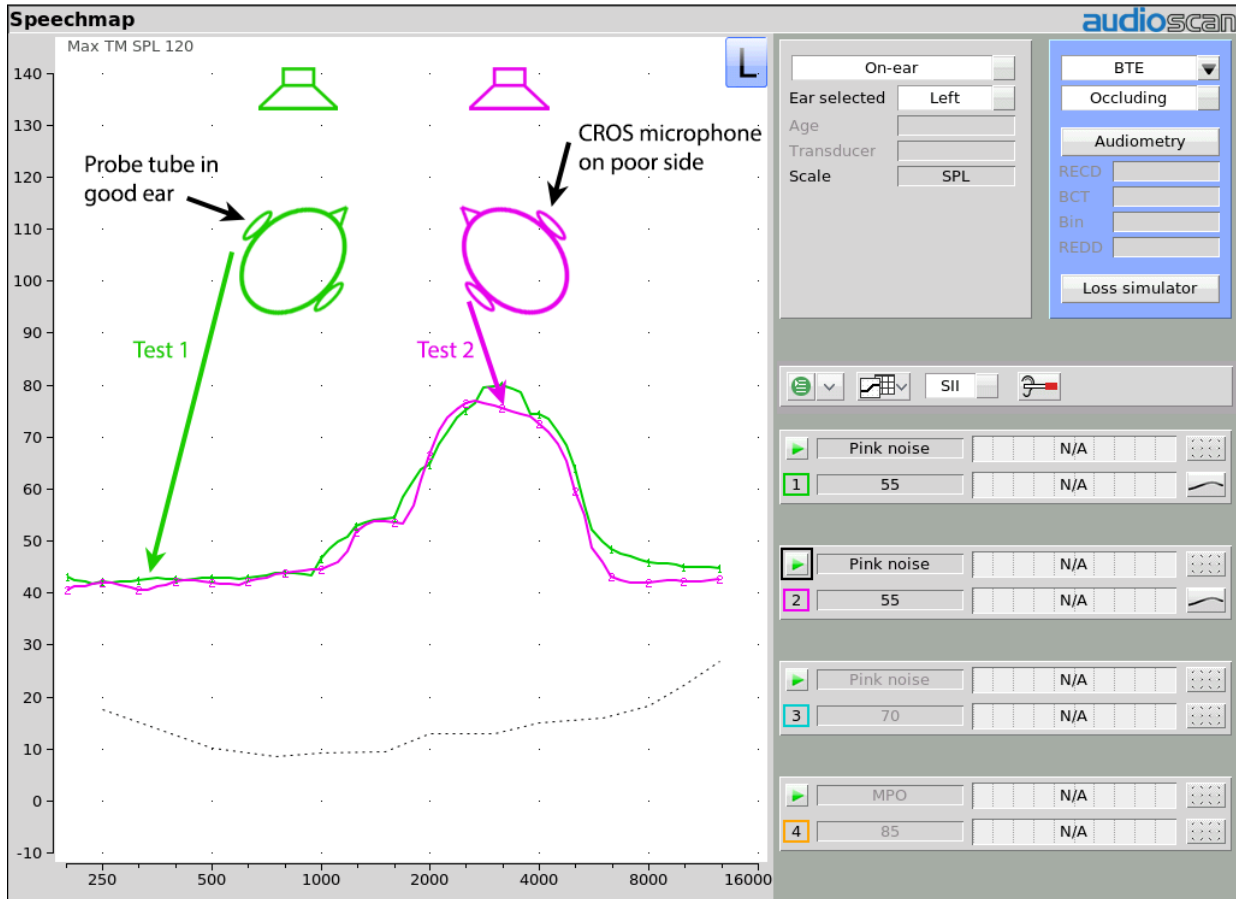 Speechmap
audioscan
Max TM SPL 120
L
140
130
120
110
100
90
80
70
60
50
40
30
20
10
0
-10
250 500 1000 2000 4000 8000 16000
Probe tube in
good ear
CROS microphone
on poor side
Test 1
Test 2
On-ear
Ear selected Left
Age
Transducer
Scale SPL
BTE
Occluding
Audiometry
RECD
BCT
Bin
REDD
Loss simulator
SII
Pink noise N/A
1 55 N/A
Pink noise N/A
2 55 N/A
Pink noise N/A
3 70 N/A
MPO N/A
4 85 N/A